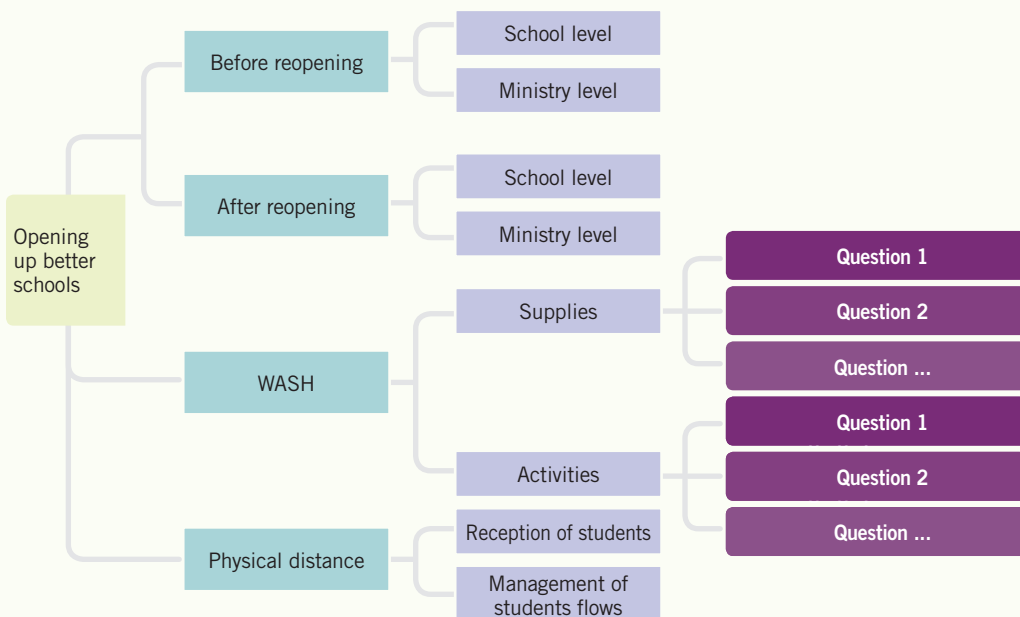 Opening
up better
schools
Before reopening
School level
Ministry level
After reopening
School level
Ministry level
WASH
Supplies
Question 1
Question 2
Question ...
Activities
Question 1
Question 2
Question ...
Physical distance
Reception of students
Management of
students flows